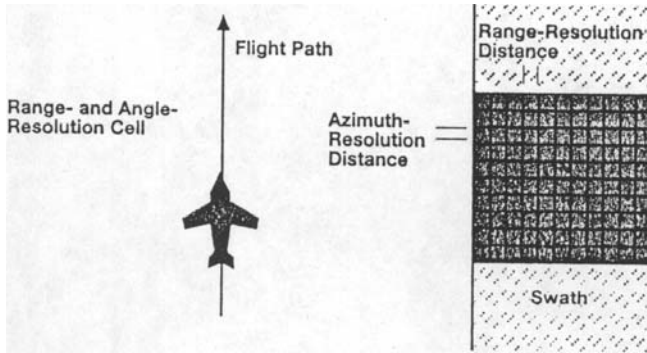 Flight Path
Range- and Angle-
Resolution Cell
Azimuth-
Resolution
Distance
Range-Resolution
Distance
Swath